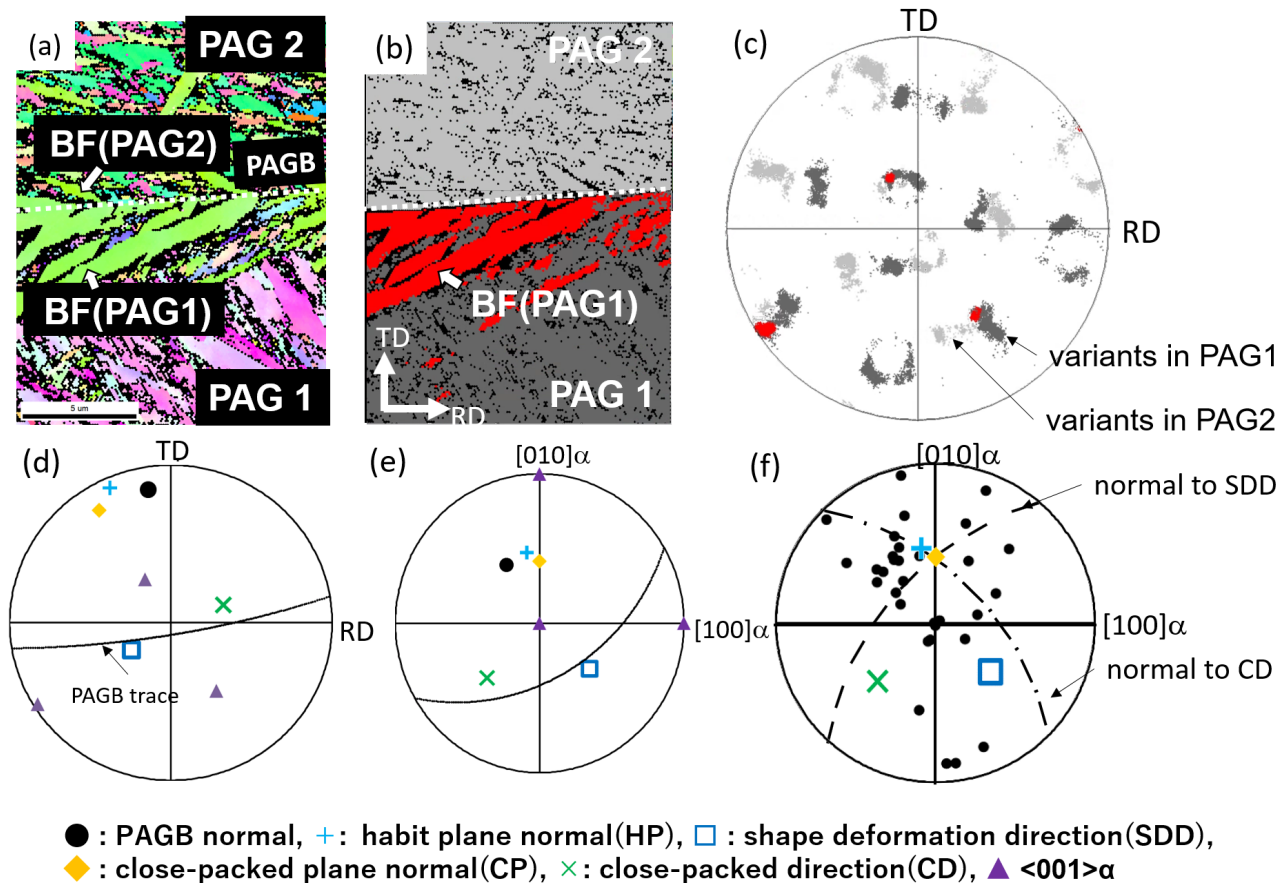 (a)
PAG 2
BF(PAG2)
PAGB
BF(PAG1)
PAG 1
5 um
(b)
PAG 2
BF(PAG1)
TD
RD
PAG 1
(c)
TD
RD
variants in PAG1
variants in PAG2
(d)
TD
RD
PAGB trace
(e)
[010]α
[100]α
(f)
[010]α
normal to SDD
[100]α
normal to CD
: PAGB normal, : habit plane normal(HP), : shape deformation direction(SDD),
: close-packed plane normal(CP), : close-packed direction(CD), : <001>α